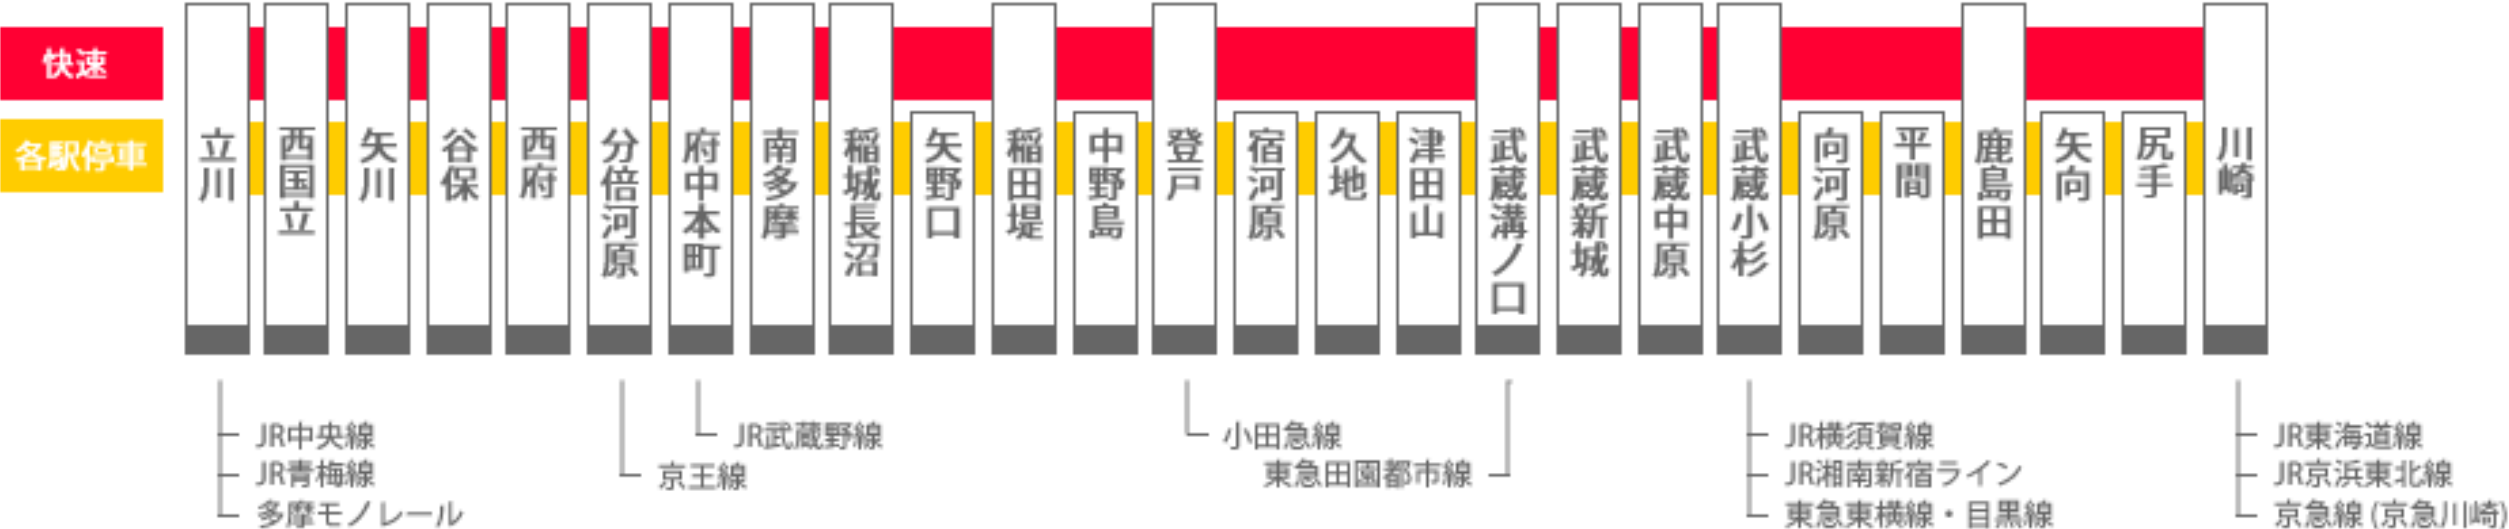 快速
各駅停車
立川
西国立
矢川
谷保
西府
分倍河原
府中本町
南多摩
稲城長沼
矢野口
稲田堤
中野島
登戸
宿河原
久地
津田山
武蔵溝ノ口
武蔵新城
武蔵中原
武蔵小杉
向河原
平間
鹿島田
矢向
尻手
川崎
JR中央線
JR青梅線
多摩モノレール
京王線
JR武蔵野線
小田急線
東急田園都市線
JR横須賀線
JR湘南新宿ライン
東急東横線・目黒線
JR東海道線
JR京浜東北線
京急線 (京急川崎)